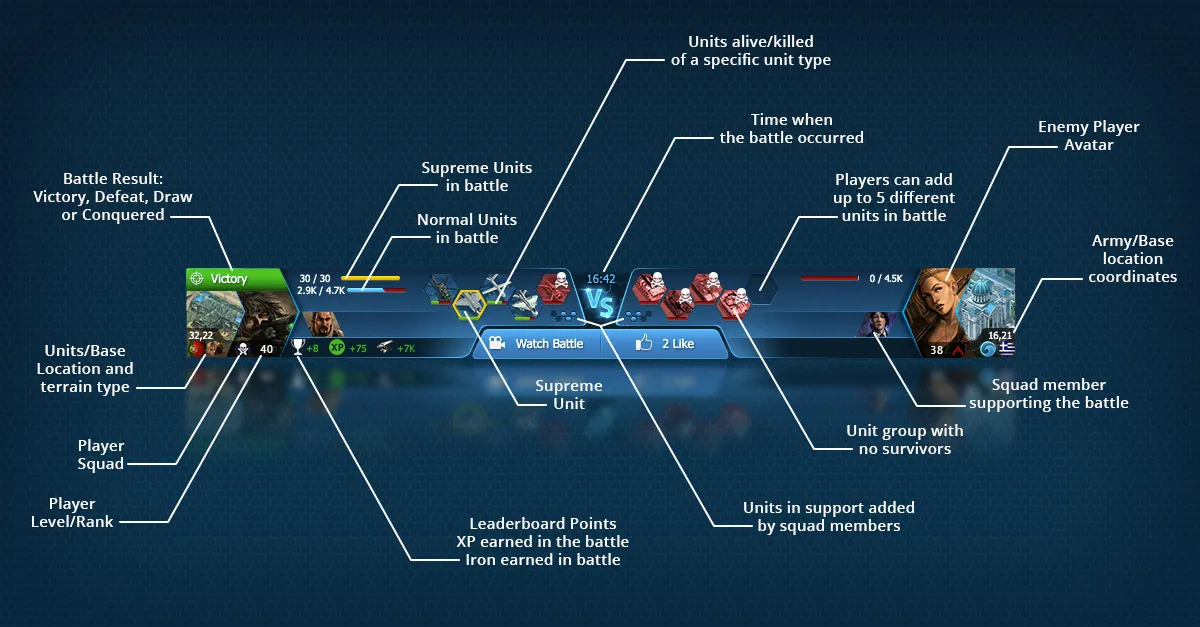 Units alive/killed
of a specific unit type
Time when
the battle occurred
Enemy Player
Avatar
Supreme Units
in battle
Battle Result:
Victory, Defeat, Draw
or Conquered
Players can add
up to 5 different
units in battle
Normal Units
in battle
Army/Base
location
coordinates
Victory
30 / 30
2.9K / 4.7K
16:42
VS
0 / 4.5K
32,22
40
+8
XP
+75
+7K
Watch Battle
2 Like
38
16,21
Units/Base
Location and
terrain type
Supreme
Unit
Squad member
supporting the battle
Unit group with
no survivors
Player
Squad
Player
Level/Rank
Units in support added
by squad members
Leaderboard Points
XP earned in the battle
Iron earned in battle